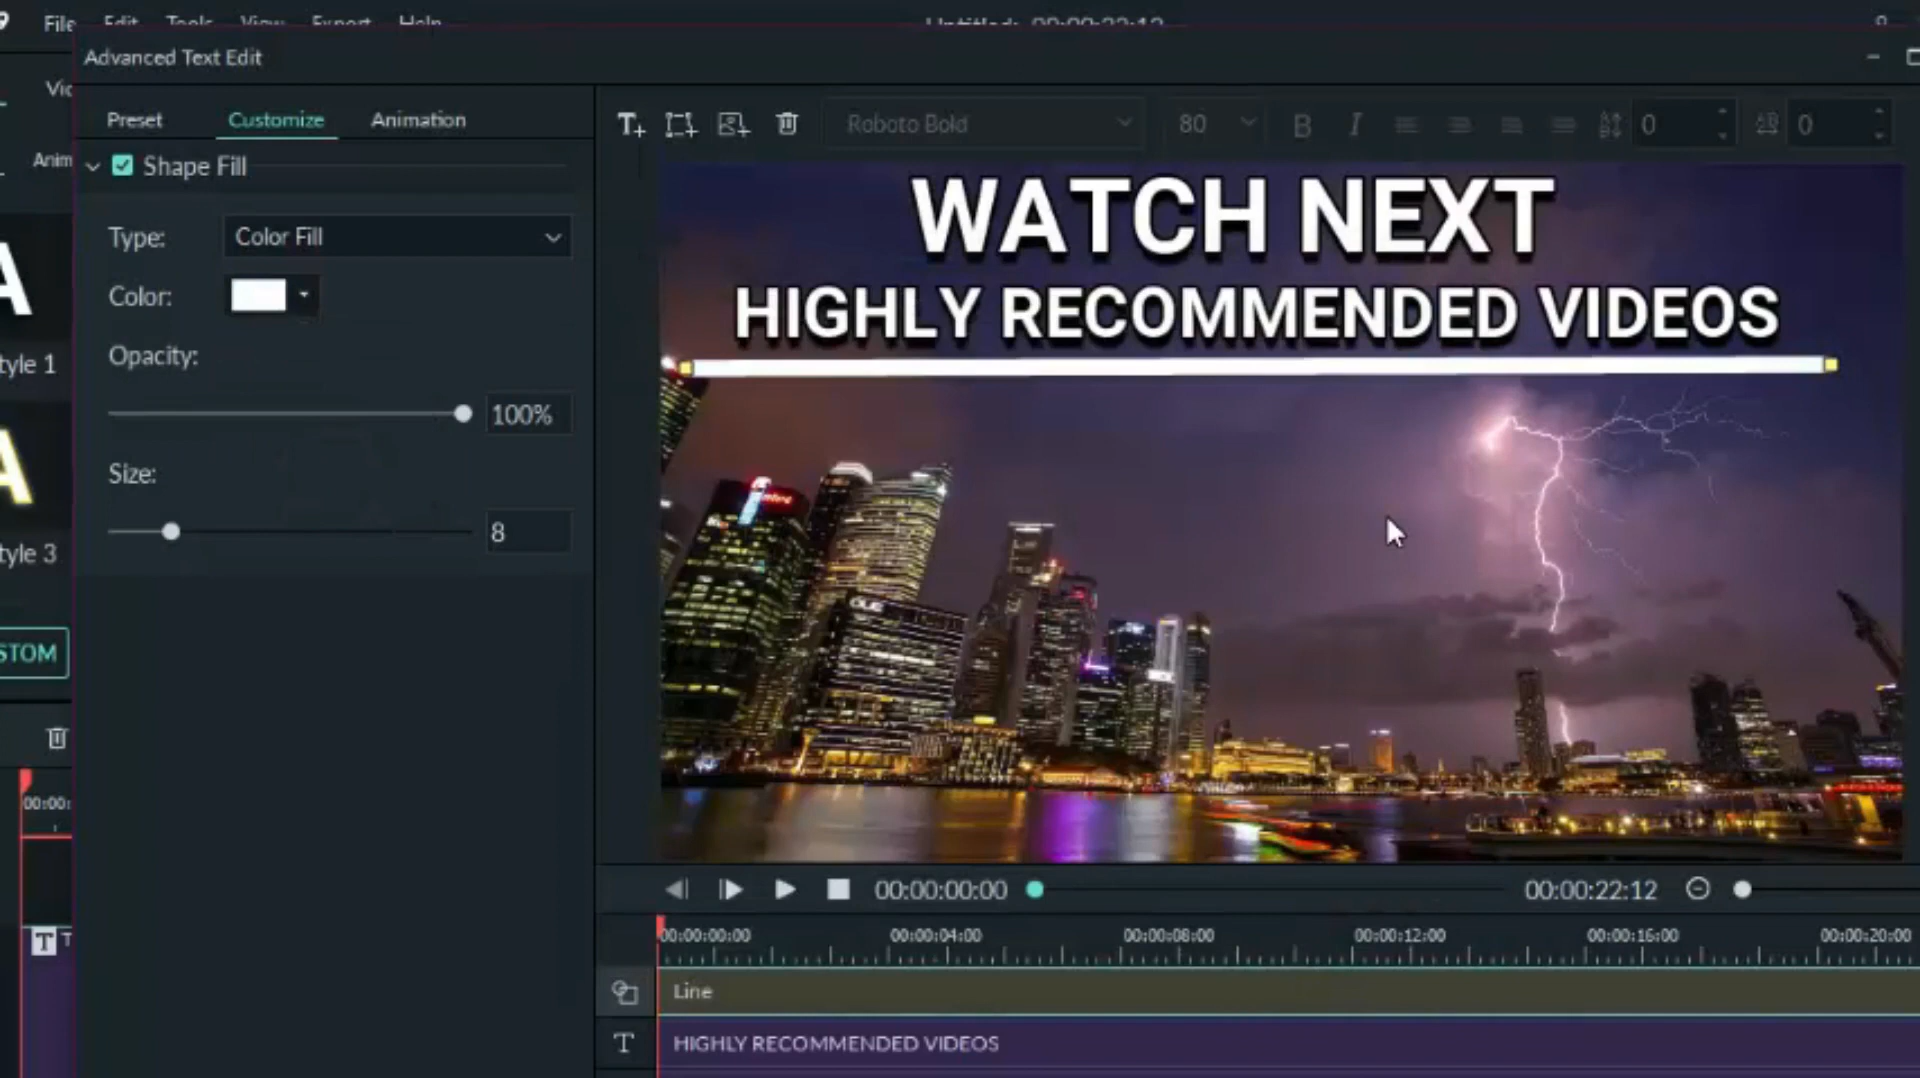 File Edit Tools View Export Help
Untitled: 00:00:22:12
Advanced Text Edit
Preset Customize Animation
Roboto Bold 80 B I 0 0
Shape Fill
Type: Color Fill
Color:
Opacity:
100%
Size:
8
WATCH NEXT
HIGHLY RECOMMENDED VIDEOS
A
tyle 1
A
tyle 3
STOM
Vic
Anim
00:00:00:00 00:00:22:12
00:00:
00:00:00:00 00:00:04:00 00:00:08:00 00:00:12:00 00:00:16:00 00:00:20:00
Line
T HIGHLY RECOMMENDED VIDEOS
T T